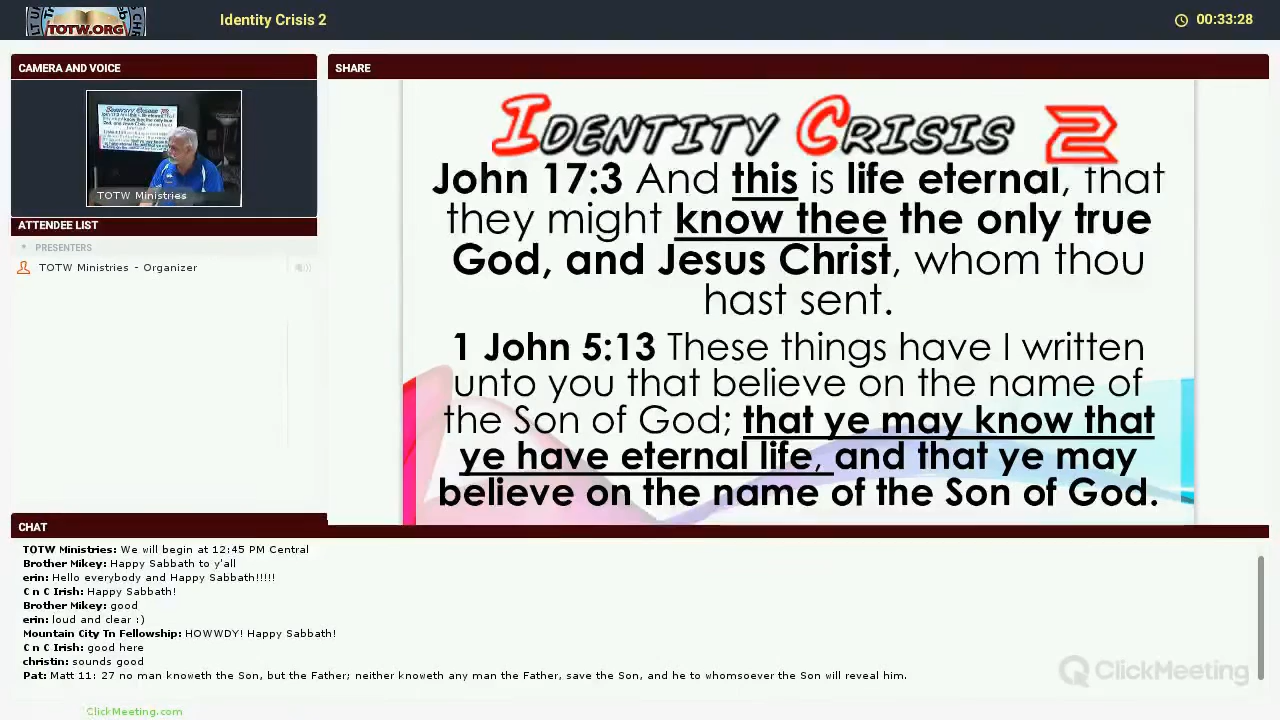 TOTW.ORG
Identity Crisis 2
00:33:28
CAMERA AND VOICE
SHARE
TOTW Ministries
ATTENDEE LIST
PRESENTERS
TOTW Ministries - Organizer
IDENTITY CRISIS 2
John 17:3 And this is life eternal, that
they might know thee the only true
God, and Jesus Christ, whom thou
hast sent.
1 John 5:13 These things have I written
unto you that believe on the name of
the Son of God; that ye may know that
ye have eternal life, and that ye may
believe on the name of the Son of God.
CHAT
TOTW Ministries: We will begin at 12:45 PM Central
Brother Mikey: Happy Sabbath to y'all
erin: Hello everybody and Happy Sabbath!!!!!
C n C Irish: Happy Sabbath!
Brother Mikey: good
erin: loud and clear :)
Mountain City Tn Fellowship: HOWWDY! Happy Sabbath!
C n C Irish: good here
christin: sounds good
Pat: Matt 11: 27 no man knoweth the Son, but the Father; neither knoweth any man the Father, save the Son, and he to whomsoever the Son will reveal him.
ClickMeeting
ClickMeeting.com